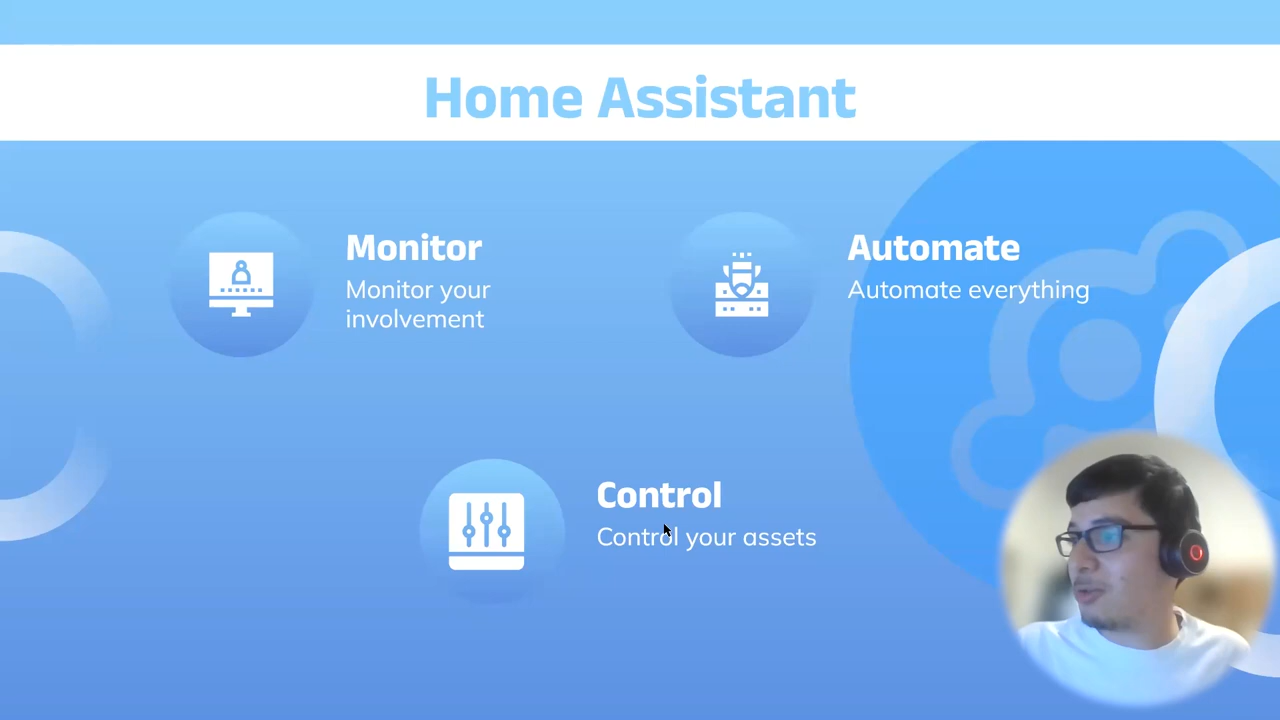 Home Assistant
Monitor
Monitor your
involvement
Automate
Automate everything
Control
Control your assets